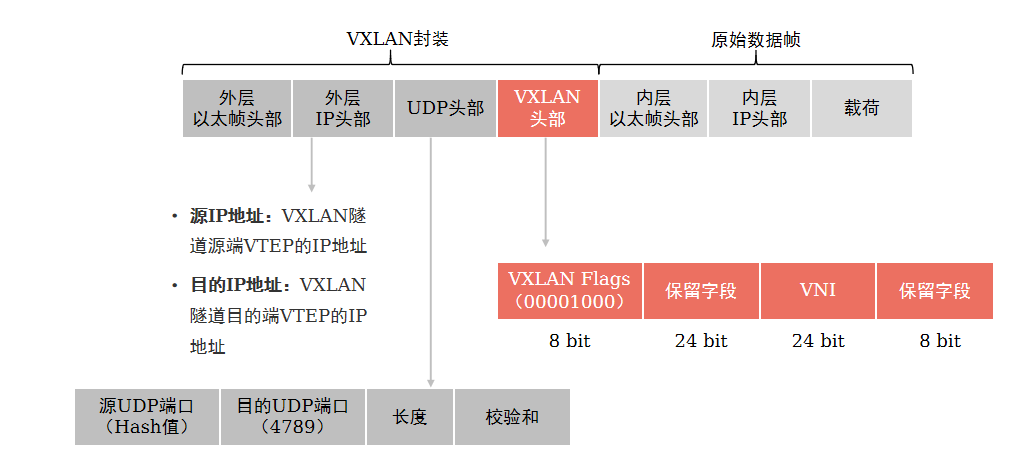 VXLAN封装
原始数据帧
外层
以太帧头部
外层
IP头部
UDP头部
VXLAN
头部
内层
以太帧头部
内层
IP头部
载荷
• 源IP地址：VXLAN隧
道源端VTEP的IP地址
• 目的IP地址：VXLAN
隧道目的端VTEP的IP
地址
VXLAN Flags
（00001000）
保留字段
VNI
保留字段
8 bit
24 bit
24 bit
8 bit
源UDP端口
（Hash值）
目的UDP端口
（4789）
长度
校验和